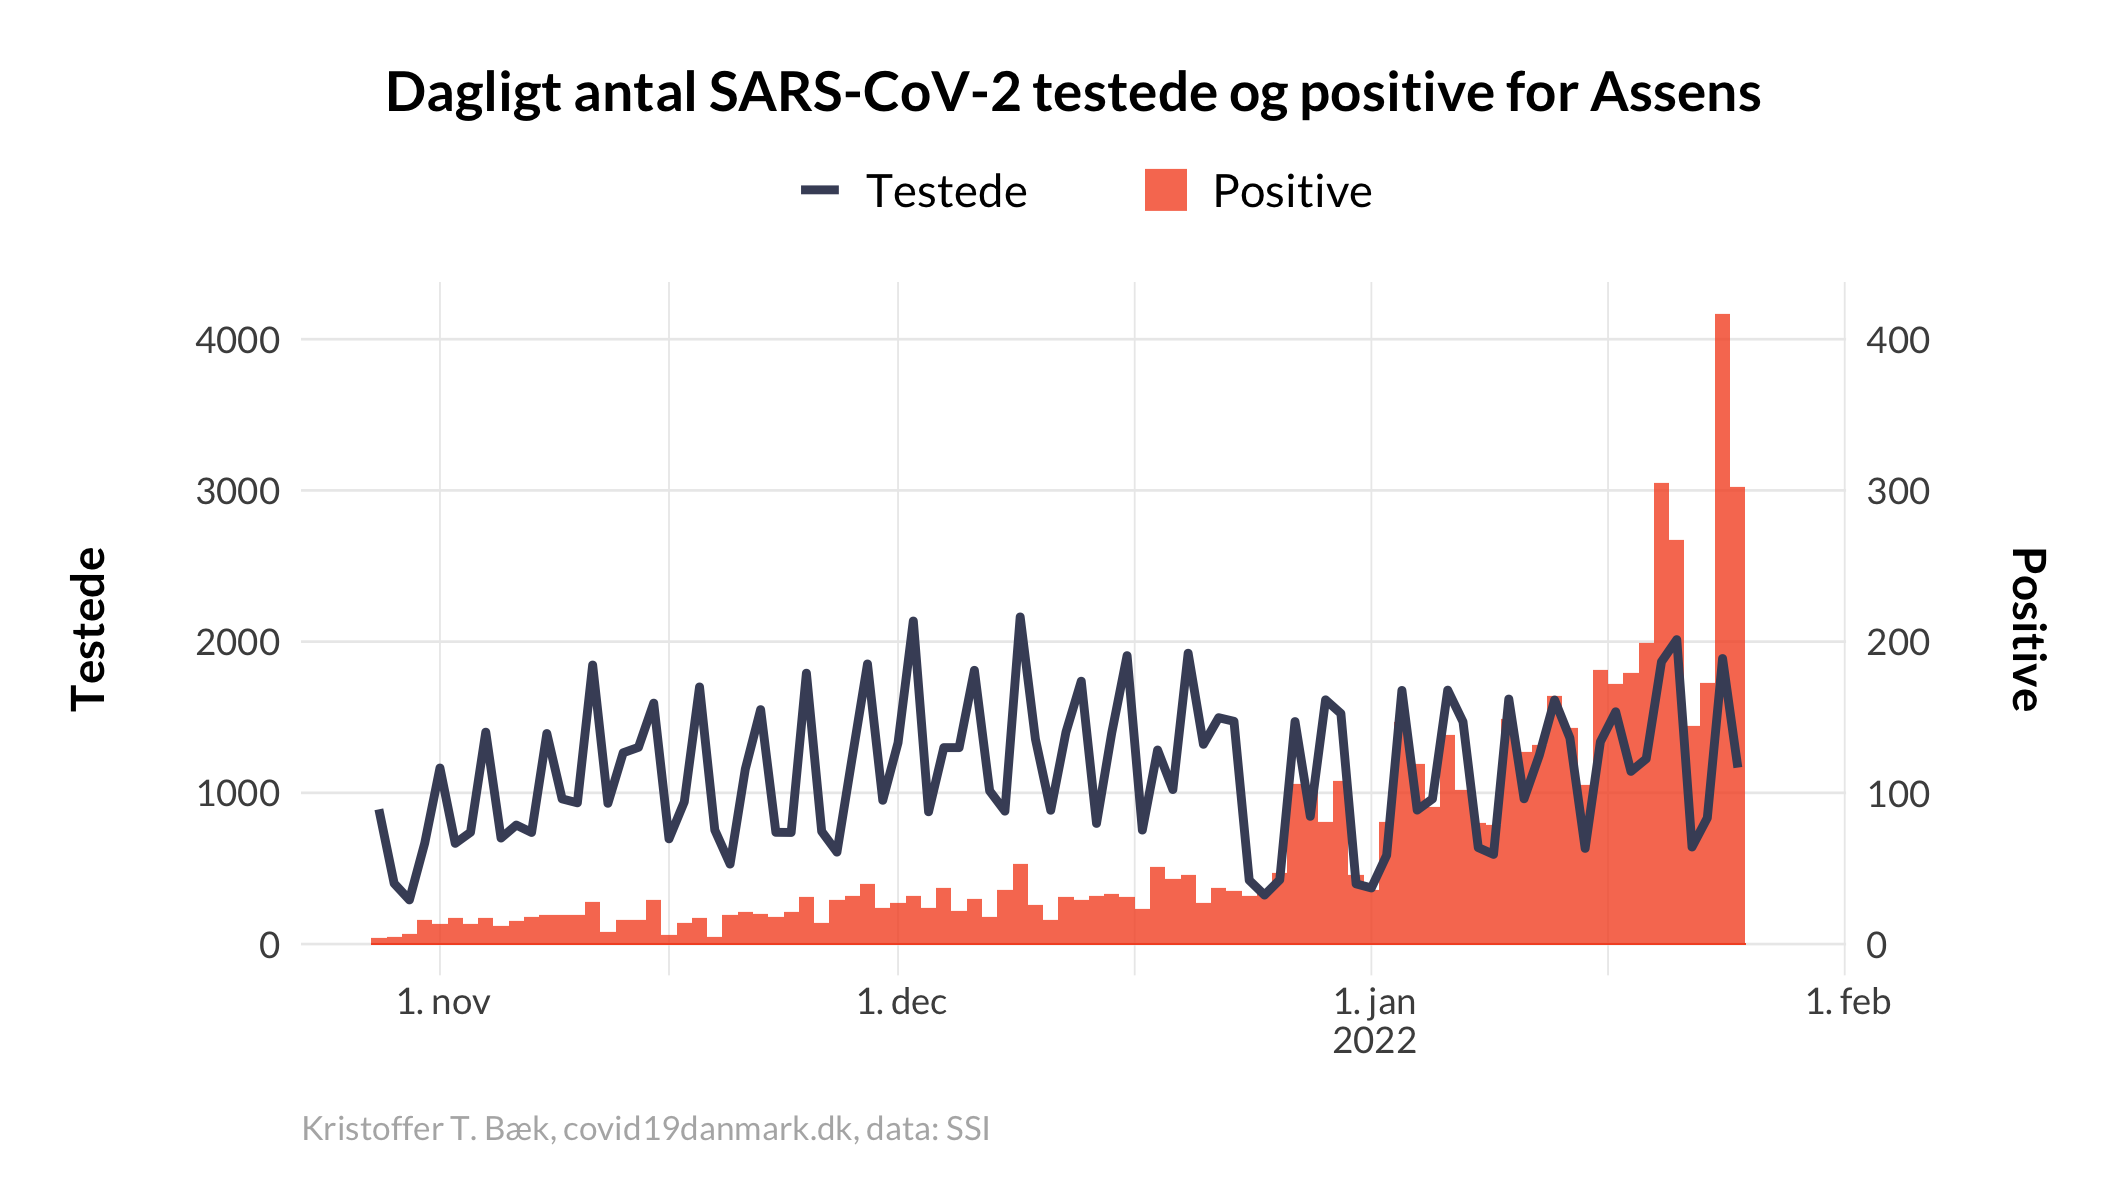 Dagligt antal SARS-CoV-2 testede og positive for Assens
Testede
Positive
4000
3000
2000
1000
0
Testede
400
300
200
100
0
Positive
1. nov
1. dec
1. jan
2022
1. feb
Kristoffer T. Bæk, covid19danmark.dk, data: SSI